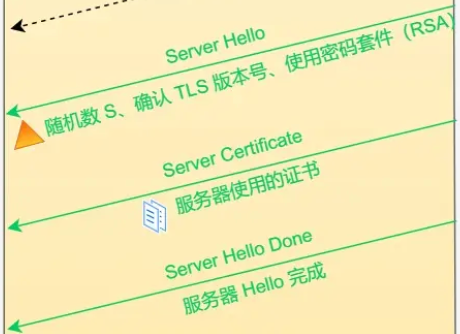 Server Hello
随机数 S、确认 TLS 版本号、使用密码套件（RSA）
Server Certificate
服务器使用的证书
Server Hello Done
服务器 Hello 完成